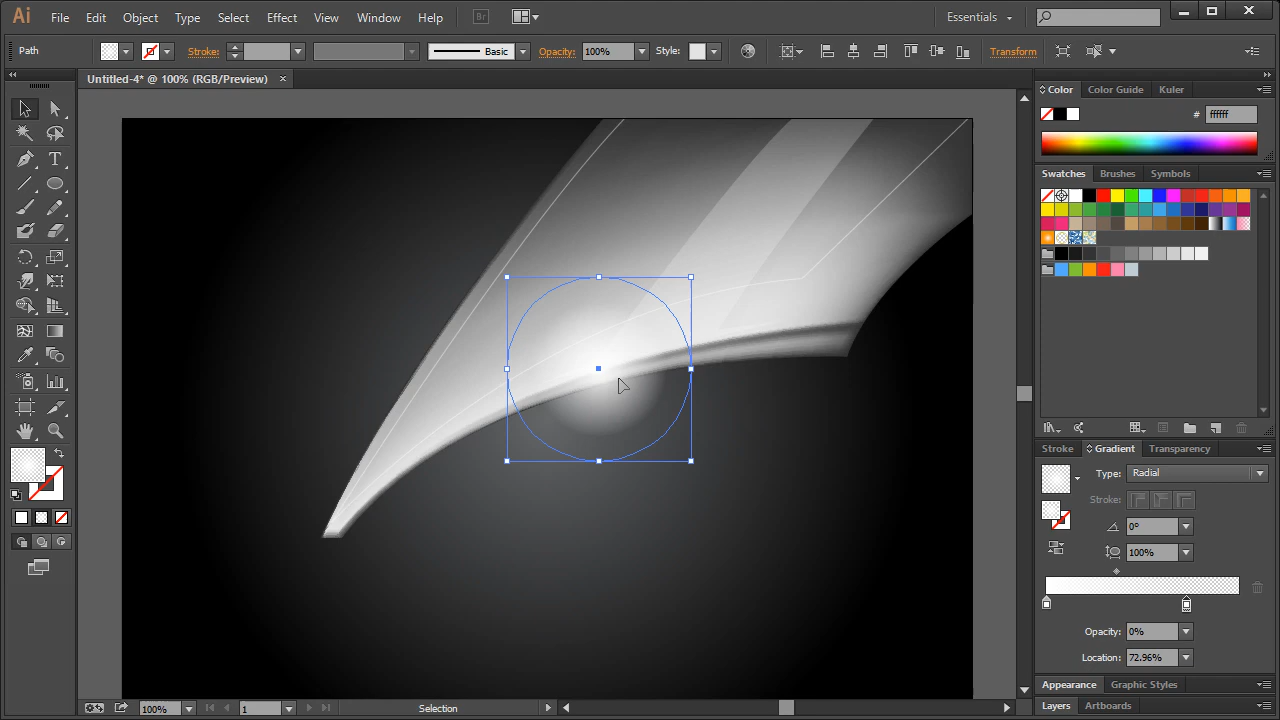 Ai File Edit Object Type Select Effect View Window Help Br Essentials
Path Stroke: Basic Opacity: 100% Style: Transform
Untitled-4* @ 100% (RGB/Preview)
Color Color Guide Kuler
# ffffff
Swatches Brushes Symbols
Stroke Gradient Transparency
Type: Radial
Stroke:
0°
100%
Opacity: 0%
Location: 72.96%
Appearance Graphic Styles
Layers Artboards
100% 1 Selection